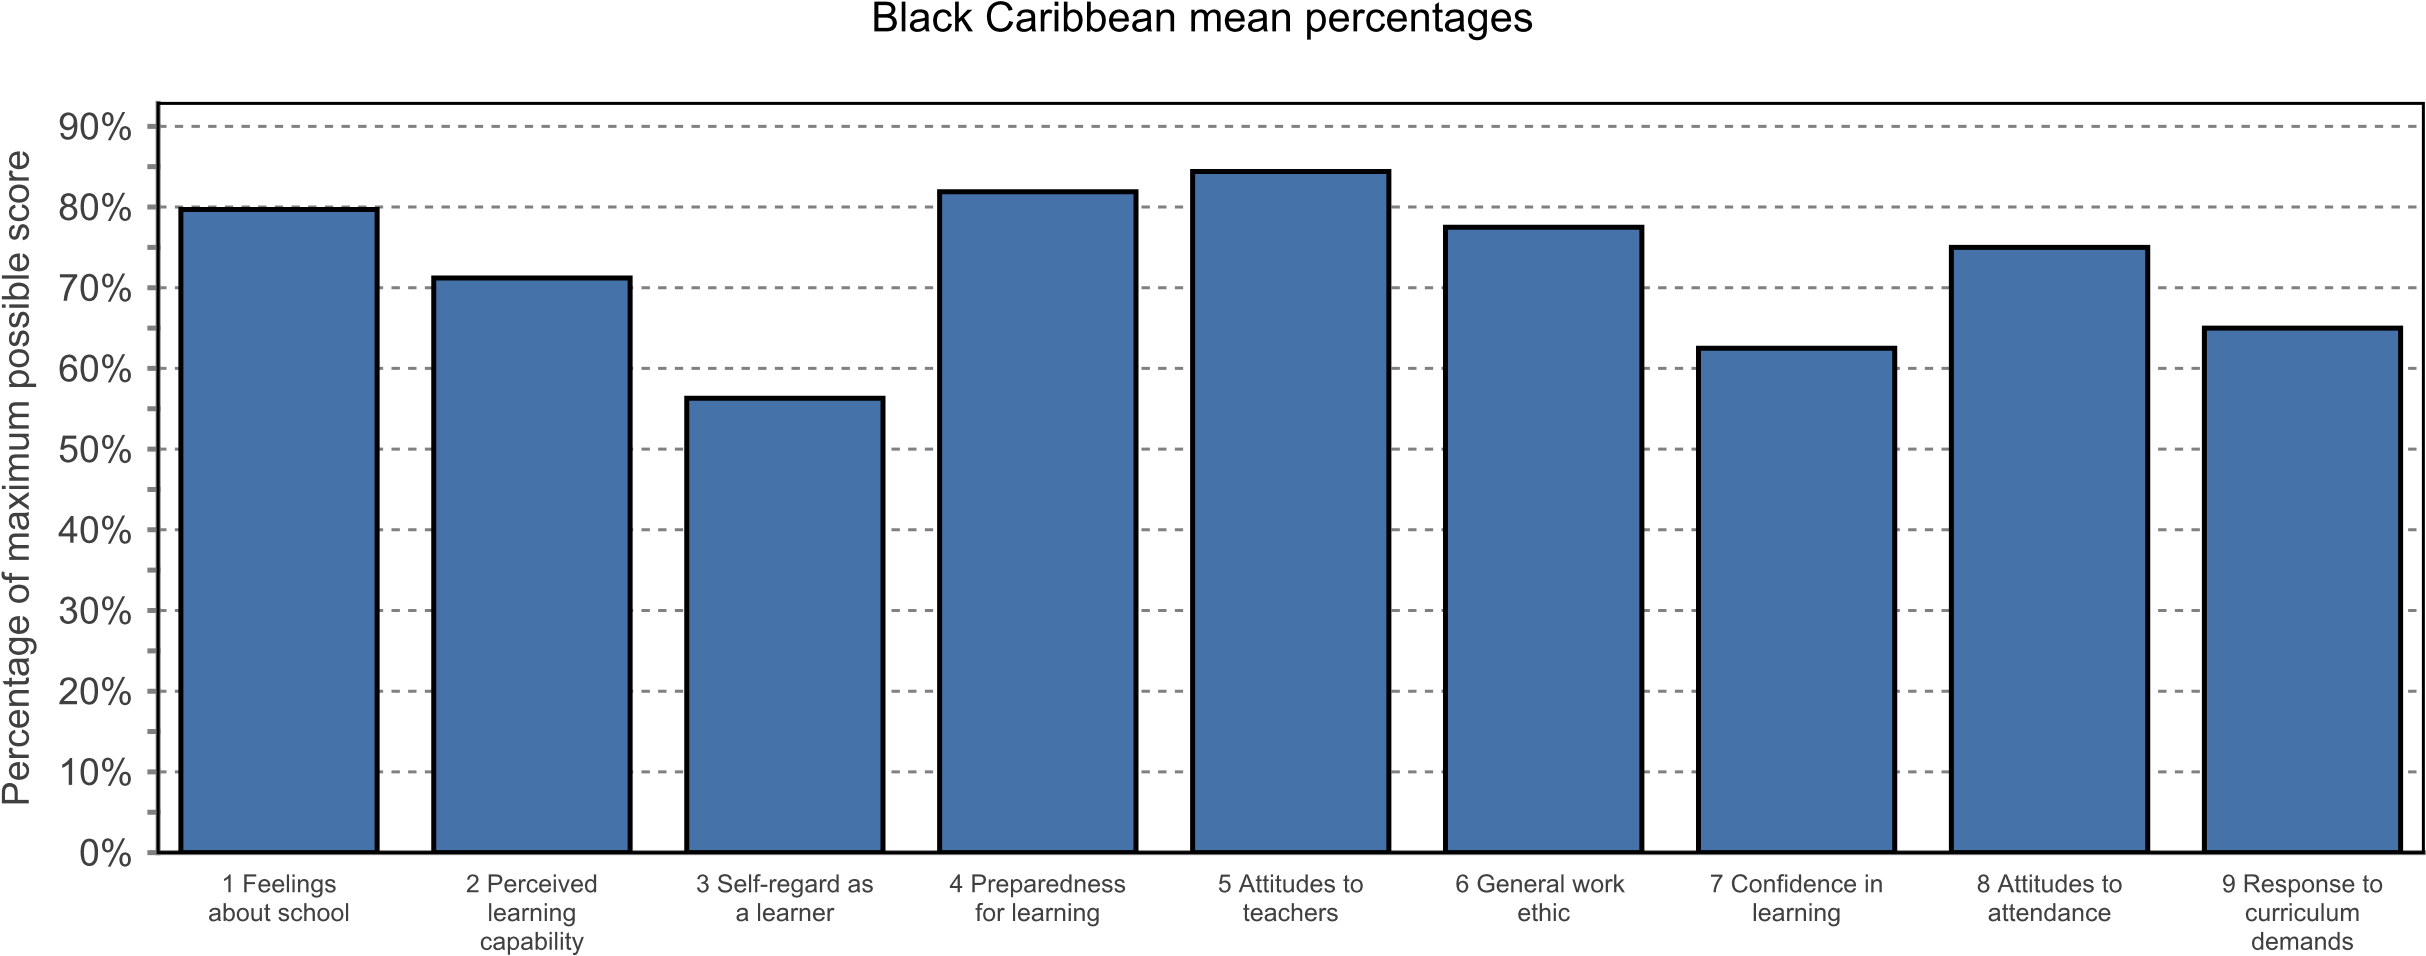 Black Caribbean mean percentages
Percentage of maximum possible score
90%
80%
70%
60%
50%
40%
30%
20%
10%
0%
1 Feelings
about school
2 Perceived
learning
capability
3 Self-regard as
a learner
4 Preparedness
for learning
5 Attitudes to
teachers
6 General work
ethic
7 Confidence in
learning
8 Attitudes to
attendance
9 Response to
curriculum
demands